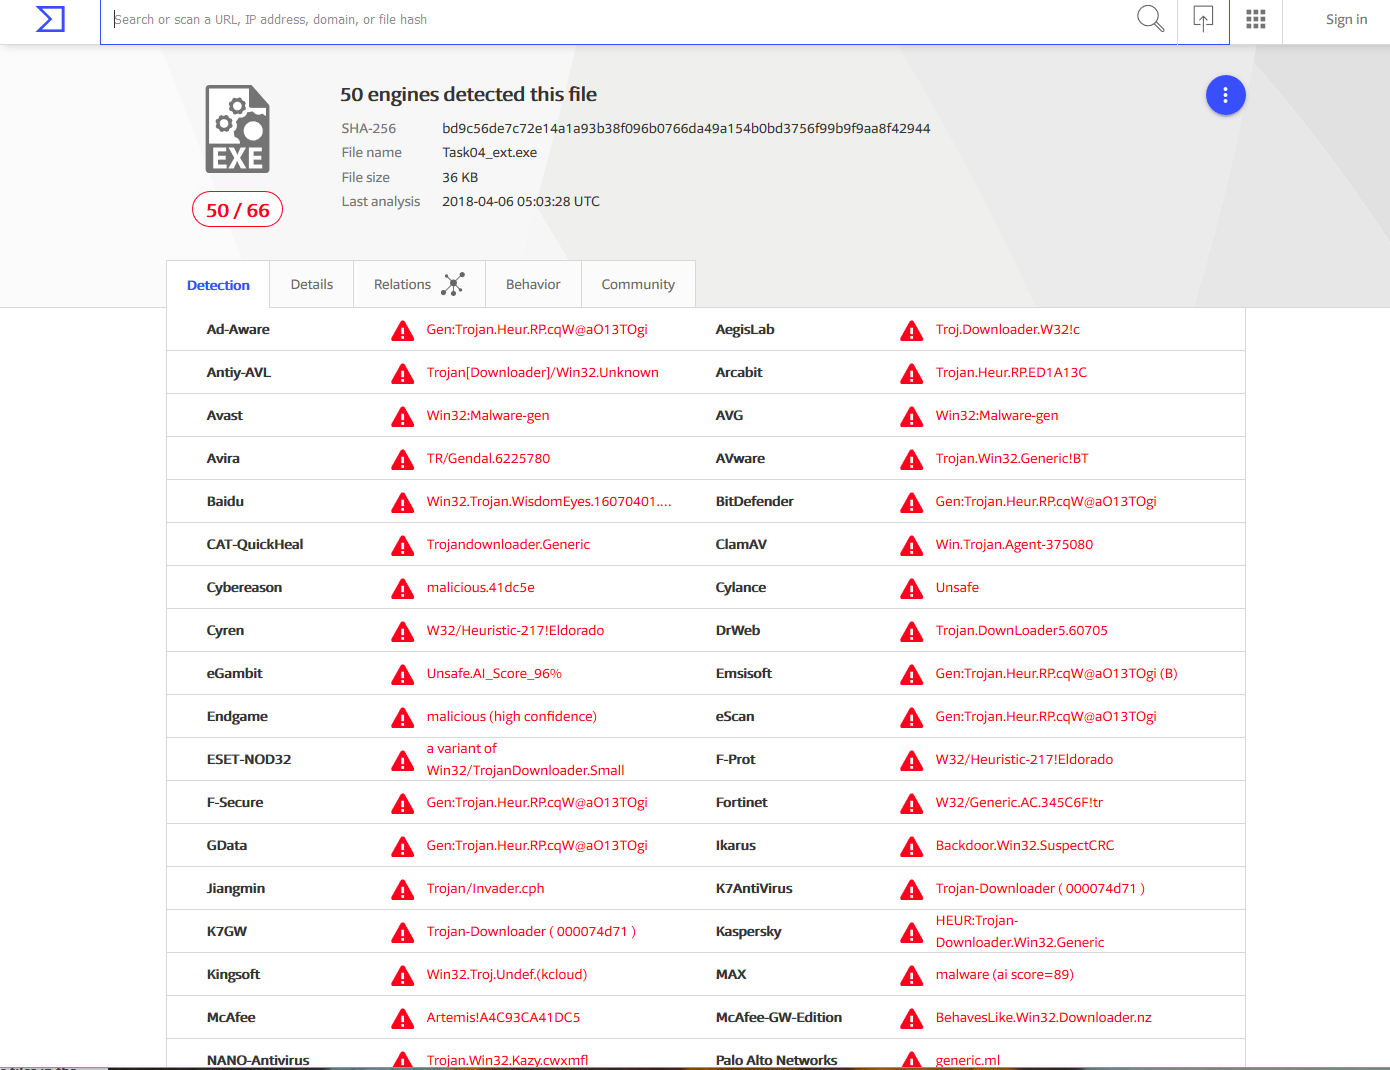 Search or scan a URL, IP address, domain, or file hash
Sign in
50 engines detected this file
SHA-256 bd9c56de7c72e14a1a93b38f096b0766da49a154b0bd3756f99b9f9aa8f42944
File name Task04_ext.exe
File size 36 KB
Last analysis 2018-04-06 05:03:28 UTC
EXE
50 / 66
Detection Details Relations Behavior Community
Ad-Aware Gen:Trojan.Heur.RP.cqW@aO13TOgi AegisLab Troj.Downloader.W32!c
Antiy-AVL Trojan[Downloader]/Win32.Unknown Arcabit Trojan.Heur.RP.ED1A13C
Avast Win32:Malware-gen AVG Win32:Malware-gen
Avira TR/Gendal.6225780 AVware Trojan.Win32.Generic!BT
Baidu Win32.Trojan.WisdomEyes.16070401.... BitDefender Gen:Trojan.Heur.RP.cqW@aO13TOgi
CAT-QuickHeal Trojandownloader.Generic ClamAV Win.Trojan.Agent-375080
Cybereason malicious.41dc5e Cylance Unsafe
Cyren W32/Heuristic-217!Eldorado DrWeb Trojan.DownLoader5.60705
eGambit Unsafe.AI_Score_96% Emsisoft Gen:Trojan.Heur.RP.cqW@aO13TOgi (B)
Endgame malicious (high confidence) eScan Gen:Trojan.Heur.RP.cqW@aO13TOgi
ESET-NOD32 a variant of
Win32/TrojanDownloader.Small F-Prot W32/Heuristic-217!Eldorado
F-Secure Gen:Trojan.Heur.RP.cqW@aO13TOgi Fortinet W32/Generic.AC.345C6F!tr
GData Gen:Trojan.Heur.RP.cqW@aO13TOgi Ikarus Backdoor.Win32.SuspectCRC
Jiangmin Trojan/Invader.cph K7AntiVirus Trojan-Downloader ( 000074d71 )
K7GW Trojan-Downloader ( 000074d71 ) Kaspersky HEUR:Trojan-
Downloader.Win32.Generic
Kingsoft Win32.Troj.Undef.(kcloud) MAX malware (ai score=89)
McAfee Artemis!A4C93CA41DC5 McAfee-GW-Edition BehavesLike.Win32.Downloader.nz
NANO-Antivirus Trojan.Win32.Kazy.cwxmfl Palo Alto Networks generic.ml